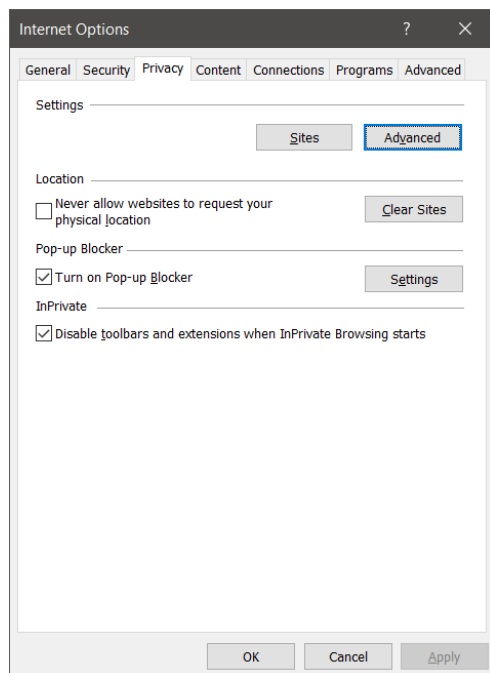 Internet Options ?
General Security Privacy Content Connections Programs Advanced
Settings
Sites Advanced
Location
Never allow websites to request your
physical location
Clear Sites
Pop-up Blocker
Turn on Pop-up Blocker Settings
InPrivate
Disable toolbars and extensions when InPrivate Browsing starts
OK Cancel Apply